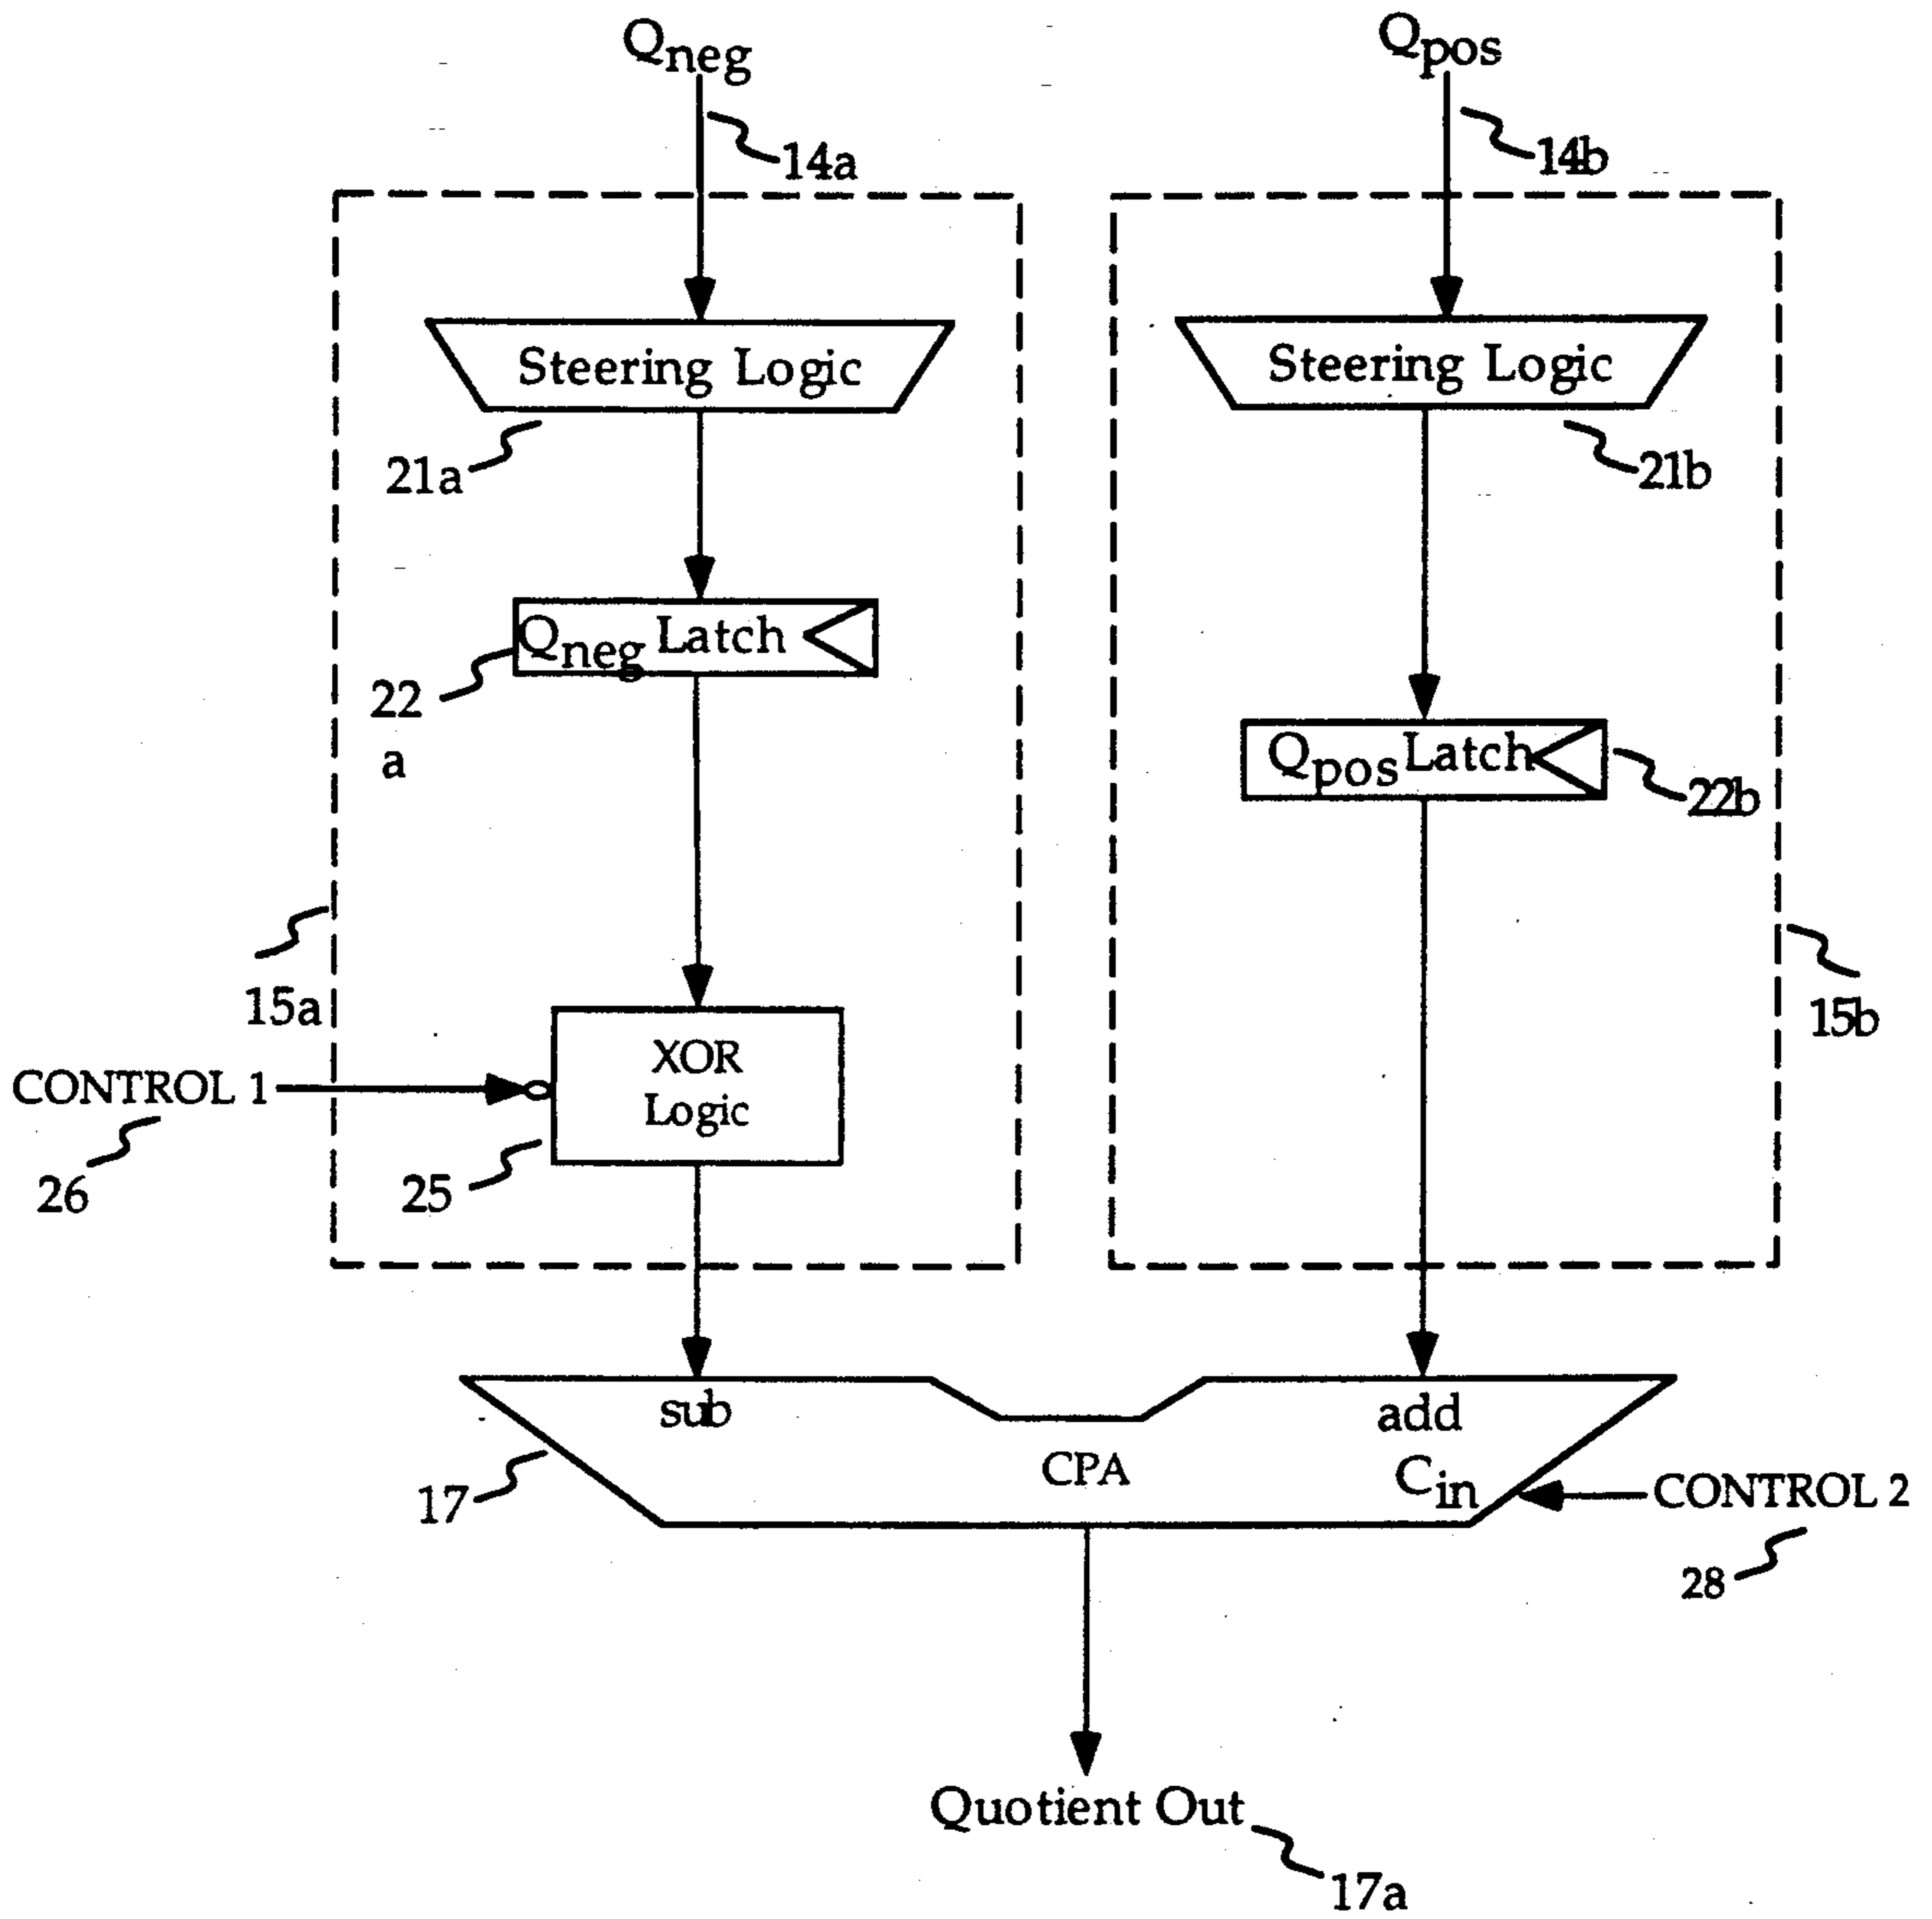 Qneg
Qpos
14a
14b
Steering Logic
Steering Logic
21a
21b
Qneg Latch
22
a
Qpos Latch
22b
15a
15b
XOR
Logic
CONTROL 1
26
25
sub
add
CPA
Cin
17
CONTROL 2
28
Quotient Out
17a